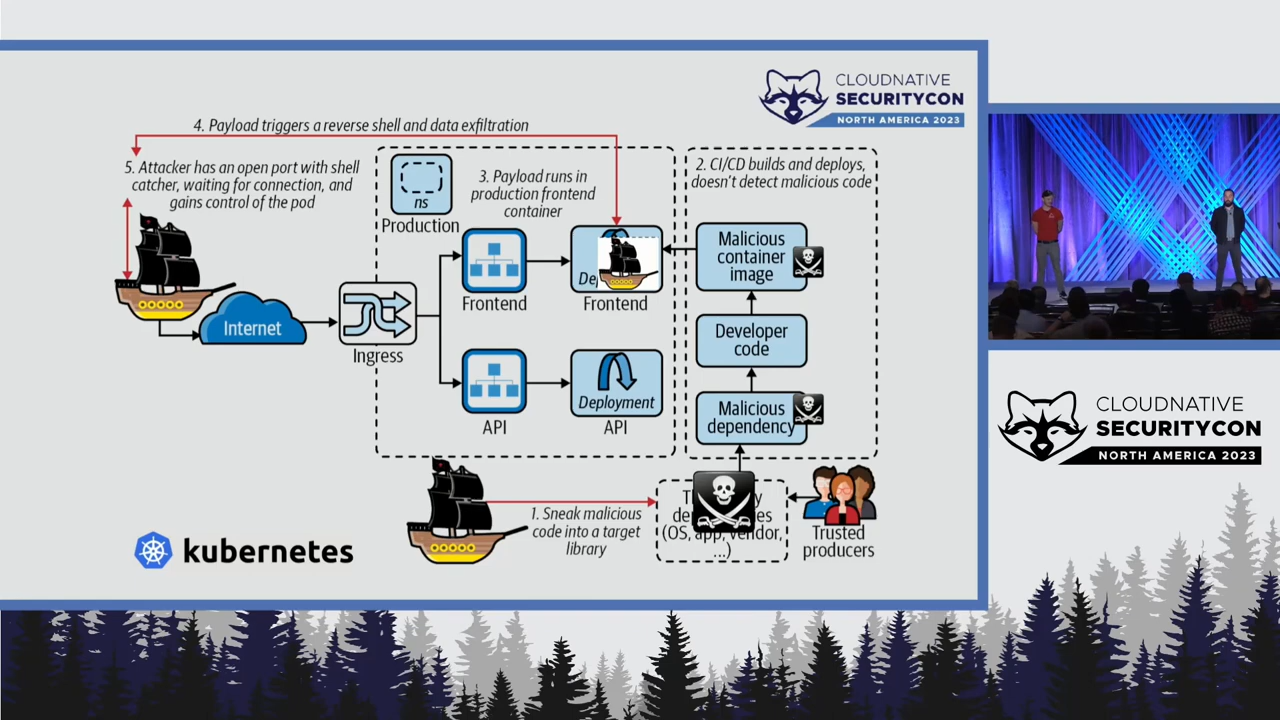 CLOUDNATIVE
SECURITYCON
NORTH AMERICA 2023
4. Payload triggers a reverse shell and data exfiltration
5. Attacker has an open port with shell
catcher, waiting for connection, and
gains control of the pod
ns
Production
3. Payload runs in
production frontend
container
2. CI/CD builds and deploys,
doesn't detect malicious code
Malicious
container
image
Frontend
Frontend
Internet
Ingress
Developer
code
Deployment
API
API
Malicious
dependency
1. Sneak malicious
code into a target
library
(OS, app, vendor,
...)
Trusted
producers
kubernetes
CLOUDNATIVE
SECURITYCON
NORTH AMERICA 2023